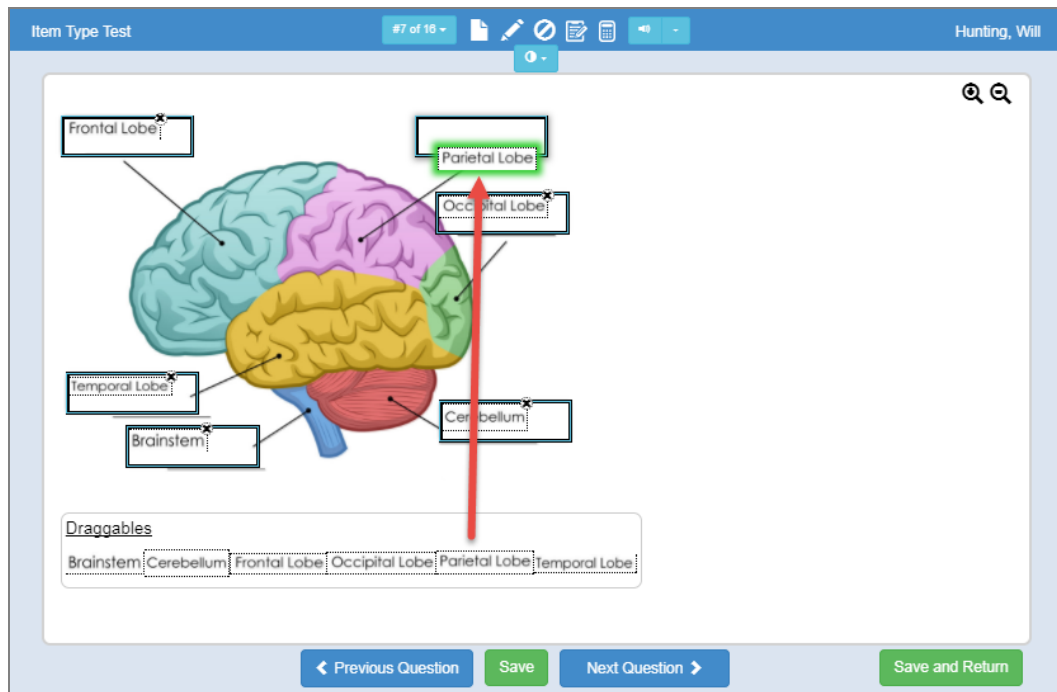 Item Type Test
#7 of 16
Hunting, Will
Frontal Lobe
Parietal Lobe
Occipital Lobe
Temporal Lobe
Cerebellum
Brainstem
Draggables
Brainstem Cerebellum Frontal Lobe Occipital Lobe Parietal Lobe Temporal Lobe
Previous Question
Save
Next Question
Save and Return